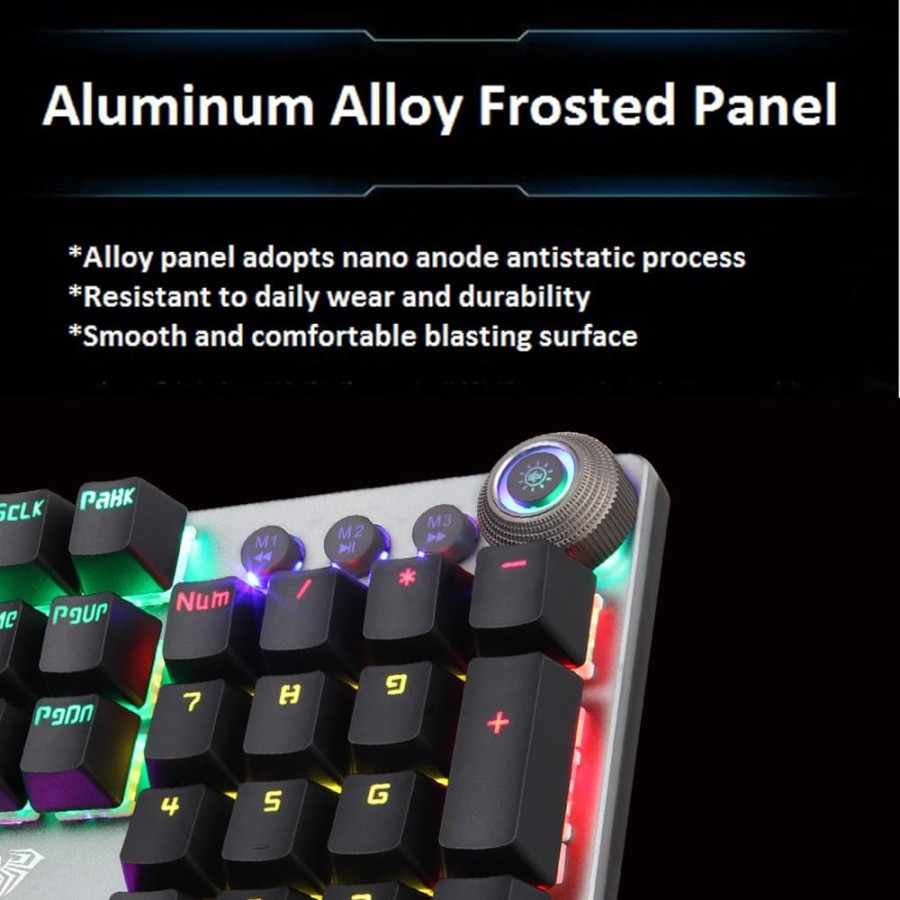 Aluminum Alloy Frosted Panel
*Alloy panel adopts nano anode antistatic process
*Resistant to daily wear and durability
*Smooth and comfortable blasting surface
SCLK PaBK
M1 M2 M3
PgUP
Num / * -
PgDn
7 8 9
+
4 5 6